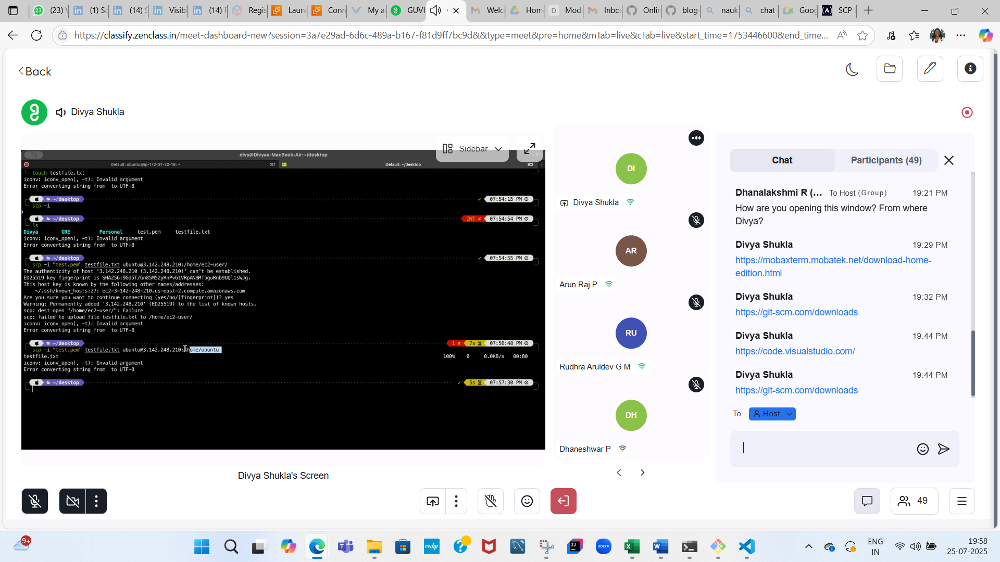 (23)
(1) Sc
(14) S
Visibi
(14) F
Regis
Laun
Conn
My a
GUVI
Welc
Hom
Mod
Inbo
Onlin
blog
nauk
chat
Goog
SCP
https://classify.zenclass.in/meet-dashboard-new?session=3a7e29ad-6d6c-489a-b167-f81d9ff7bc9d&&type=meet&pre=home&mTab=live&cTab=live&start_time=1753446600&end_time...
Back
Divya Shukla
Sidebar
divs@Divyas-MacBook-Air:~/desktop
Default: ubuntu@ip-172-31-20-18: ~ ⌘1
Default: ~/desktop ⌘2
touch testfile.txt
iconv: iconv_open(, -t): Invalid argument
Error converting string from  to UTF-8
~/desktop ✔ 07:54:15 PM
scp -i
~/desktop INT ✘ 07:54:54 PM
ls
Divya GRE Personal test.pem testfile.txt
iconv: iconv_open(, -t): Invalid argument
Error converting string from  to UTF-8
~/desktop ✔ 07:54:55 PM
scp -i "test.pem" testfile.txt ubuntu@3.142.248.210:/home/ec2-user/
The authenticity of host '3.142.248.210 (3.142.248.210)' can't be established.
ED25519 key fingerprint is SHA256:9Gd5T/Gn85M5ZyRnPv61VRpANBMT5guRnb9UQl1sWJg.
This host key is known by the following other names/addresses:
~/.ssh/known_hosts:27: ec2-3-142-248-210.us-east-2.compute.amazonaws.com
Are you sure you want to continue connecting (yes/no/[fingerprint])? yes
Warning: Permanently added '3.142.248.210' (ED25519) to the list of known hosts.
scp: dest open "/home/ec2-user/": Failure
scp: failed to upload file testfile.txt to /home/ec2-user/
iconv: iconv_open(, -t): Invalid argument
Error converting string from  to UTF-8
~/desktop 1 ✘ 7s 07:56:48 PM
scp -i "test.pem" testfile.txt ubuntu@3.142.248.210:/home/ubuntu
testfile.txt 100% 0 0.0KB/s 00:00
iconv: iconv_open(, -t): Invalid argument
Error converting string from  to UTF-8
~/desktop ✔ 5s 07:57:30 PM
Divya Shukla's Screen
DI
Divya Shukla
AR
Arun Raj P
RU
Rudhra Aruldev G M
DH
Dhaneshwar P
Chat
Participants (49)
Dhanalakshmi R (... To Host (Group) 19:21 PM
How are you opening this window? From where
Divya?
Divya Shukla 19:29 PM
https://mobaxterm.mobatek.net/download-home-
edition.html
Divya Shukla 19:32 PM
https://git-scm.com/downloads
Divya Shukla 19:44 PM
https://code.visualstudio.com/
Divya Shukla 19:44 PM
https://git-scm.com/downloads
To Host
49
9+
myhp
zoom
ENG
IN
19:58
25-07-2025